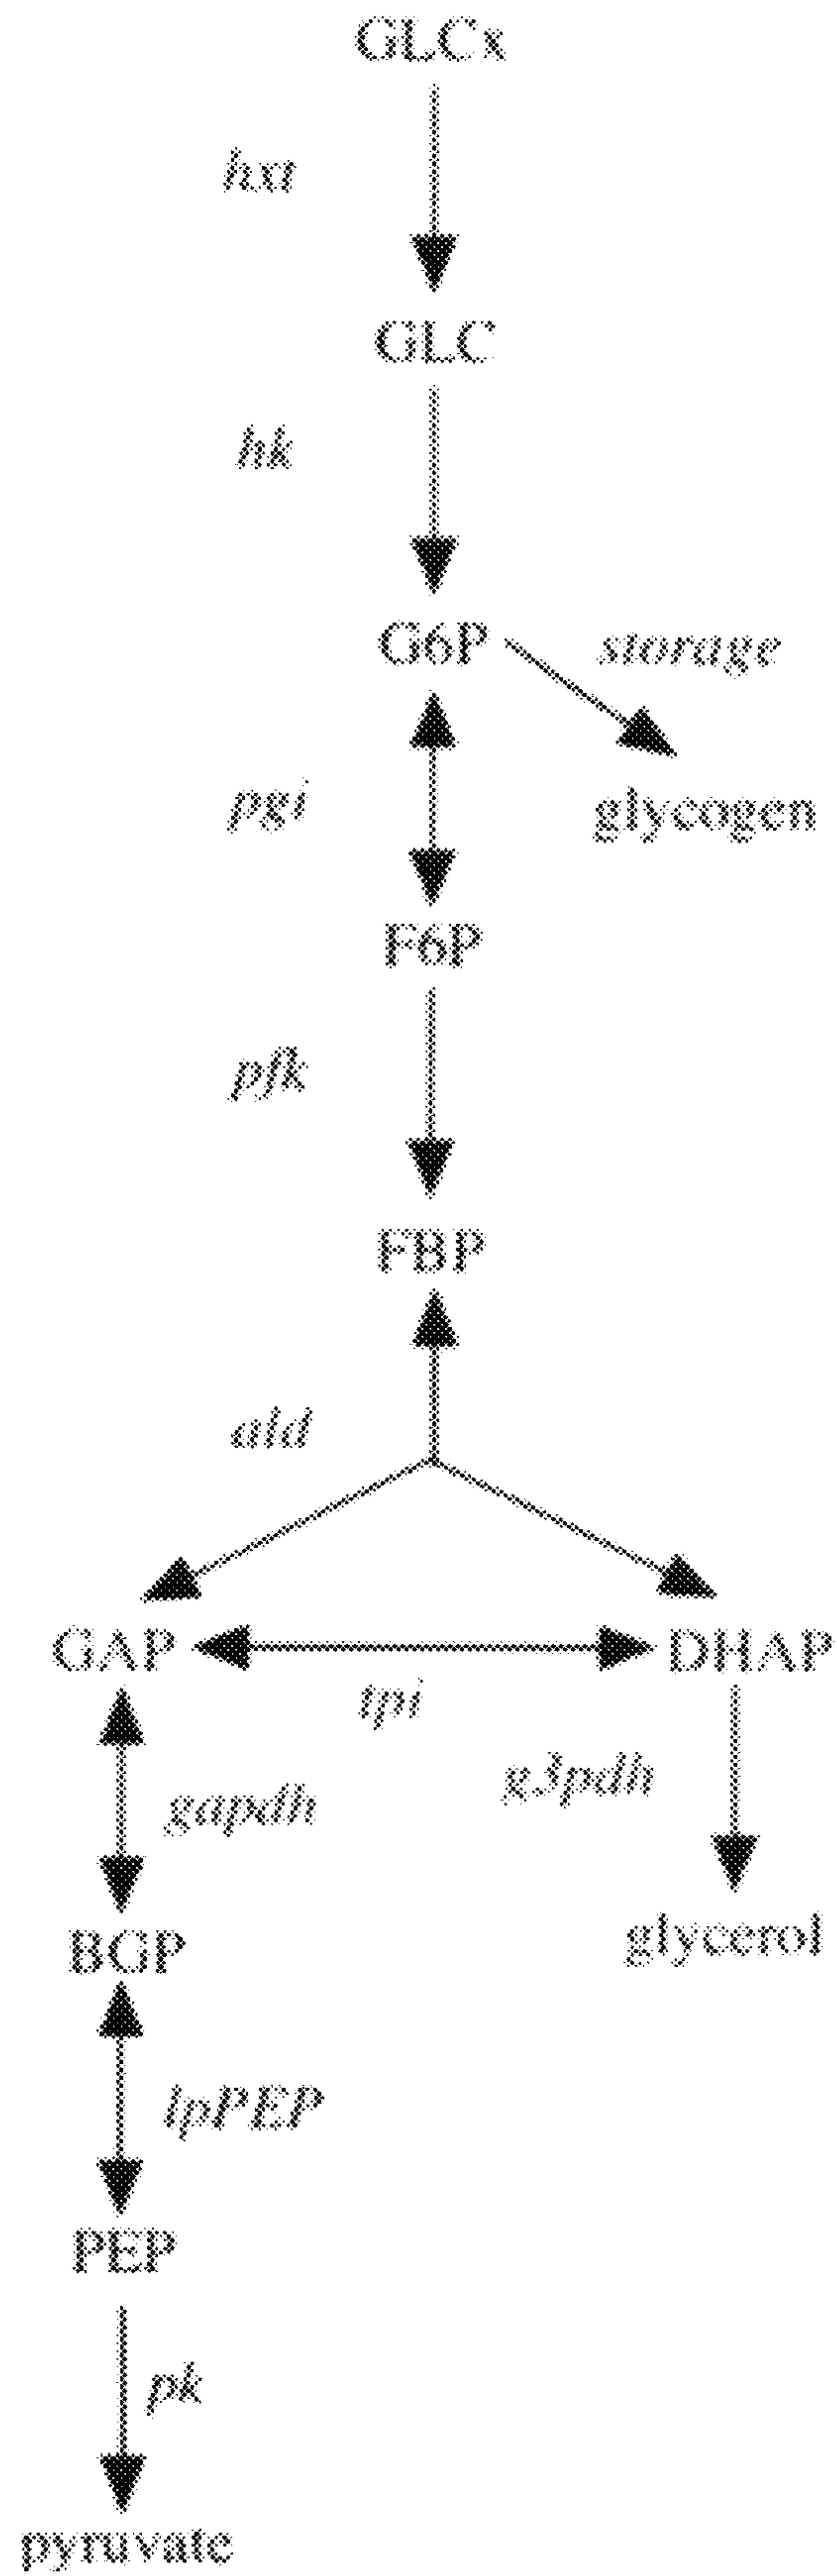 GLCx
hxt
GLC
hk
G6P
storage
pgi
glycogen
F6P
pfk
FBP
ald
GAP
DHAP
tpi
g3pdh
gapdh
glycerol
BGP
lpPEP
PEP
pk
pyruvate